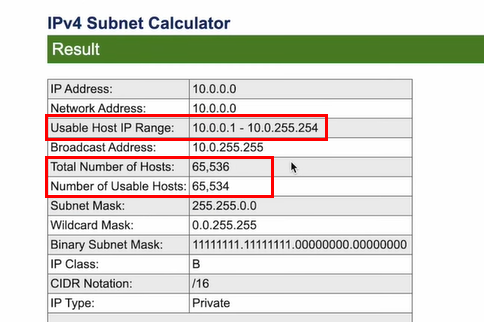 IPv4 Subnet Calculator
Result
IP Address: 10.0.0.0
Network Address: 10.0.0.0
Usable Host IP Range: 10.0.0.1 - 10.0.255.254
Broadcast Address: 10.0.255.255
Total Number of Hosts: 65,536
Number of Usable Hosts: 65,534
Subnet Mask: 255.255.0.0
Wildcard Mask: 0.0.255.255
Binary Subnet Mask: 11111111.11111111.00000000.00000000
IP Class: B
CIDR Notation: /16
IP Type: Private